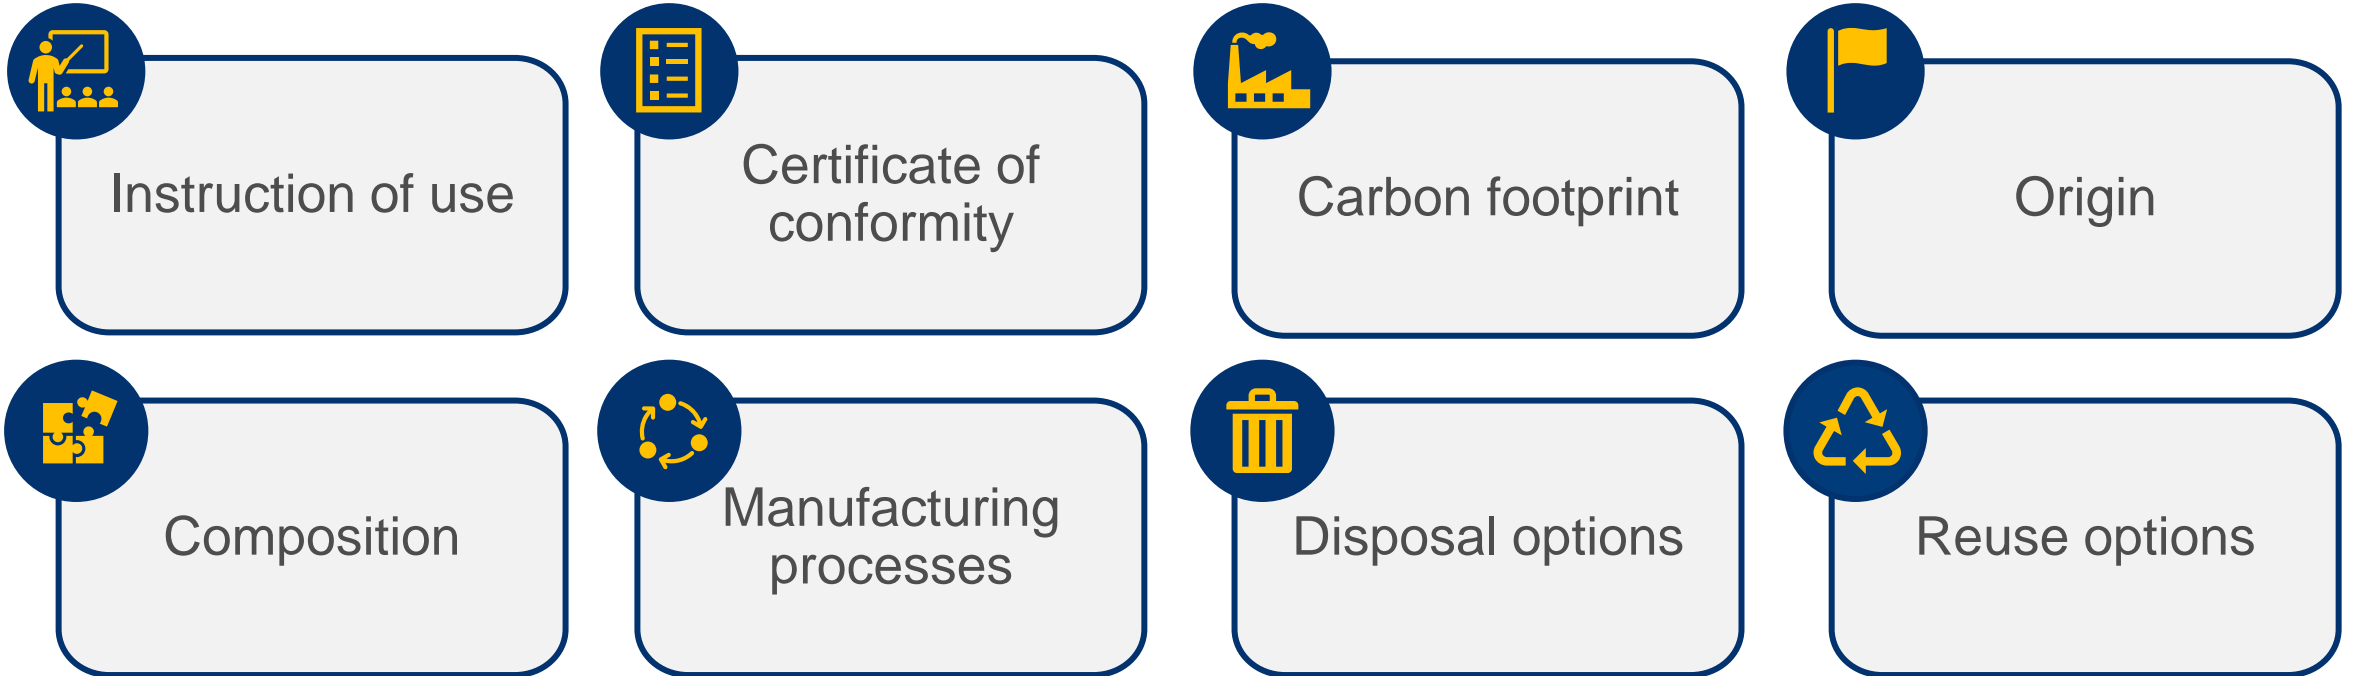 Instruction of use
Certificate of
conformity
Carbon footprint
Origin
Composition
Manufacturing
processes
Disposal options
Reuse options